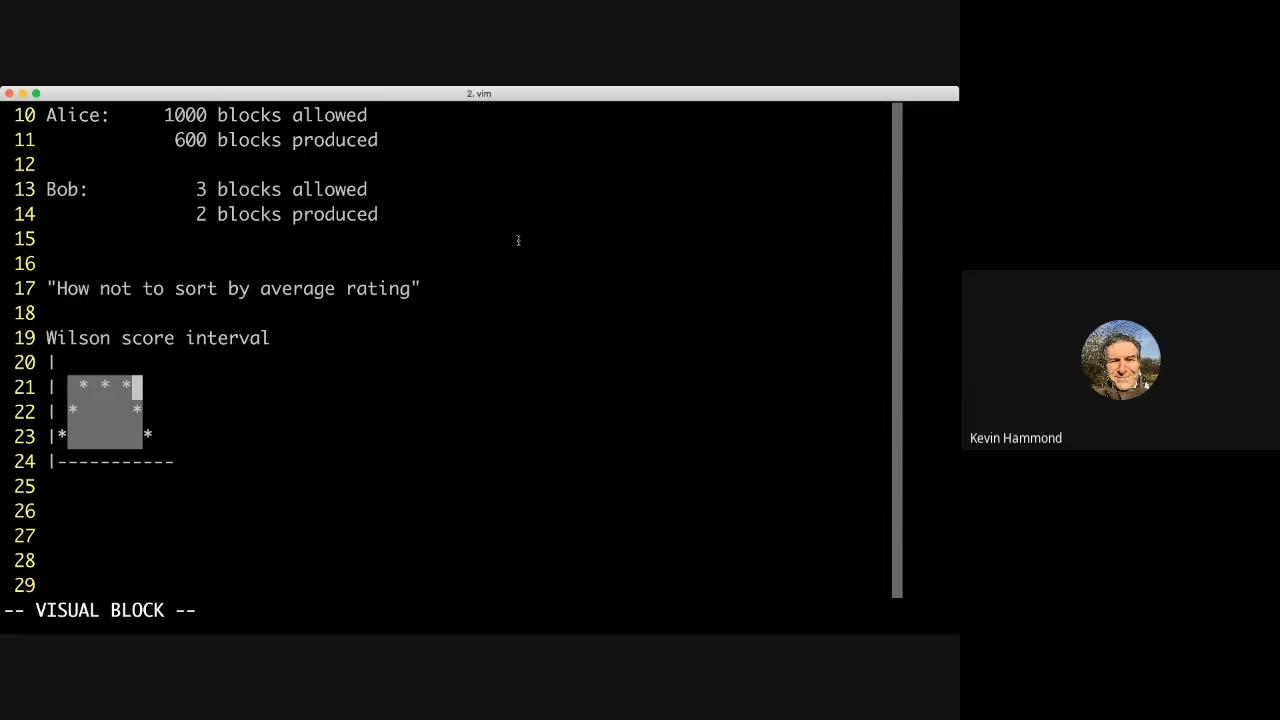 2. vim
10 Alice:     1000 blocks allowed
11             600 blocks produced
12
13 Bob:          3 blocks allowed
14               2 blocks produced
15
16
17 "How not to sort by average rating"
18
19 Wilson score interval
20 |
21 |  * * *
22 | *     *
23 |*       *
24 |-----------
25
26
27
28
29
-- VISUAL BLOCK --
Kevin Hammond